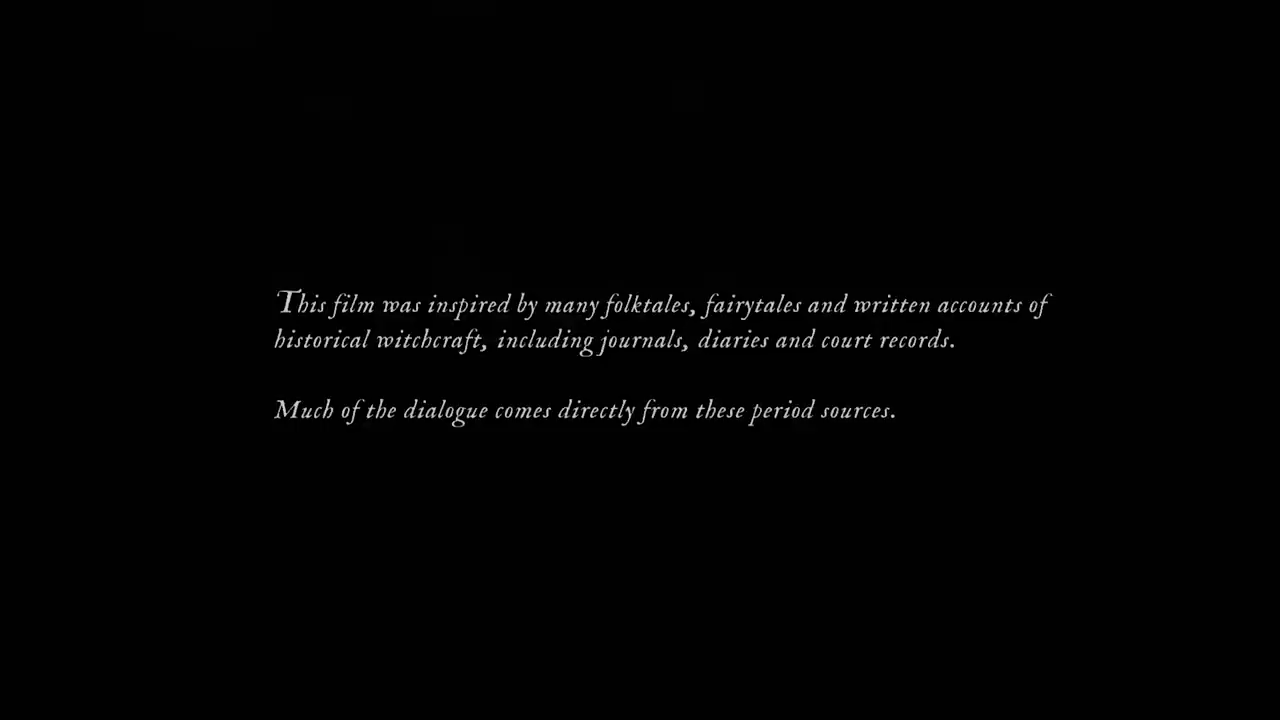 This film was inspired by many folktales, fairytales and written accounts of
historical witchcraft, including journals, diaries and court records.
Much of the dialogue comes directly from these period sources.